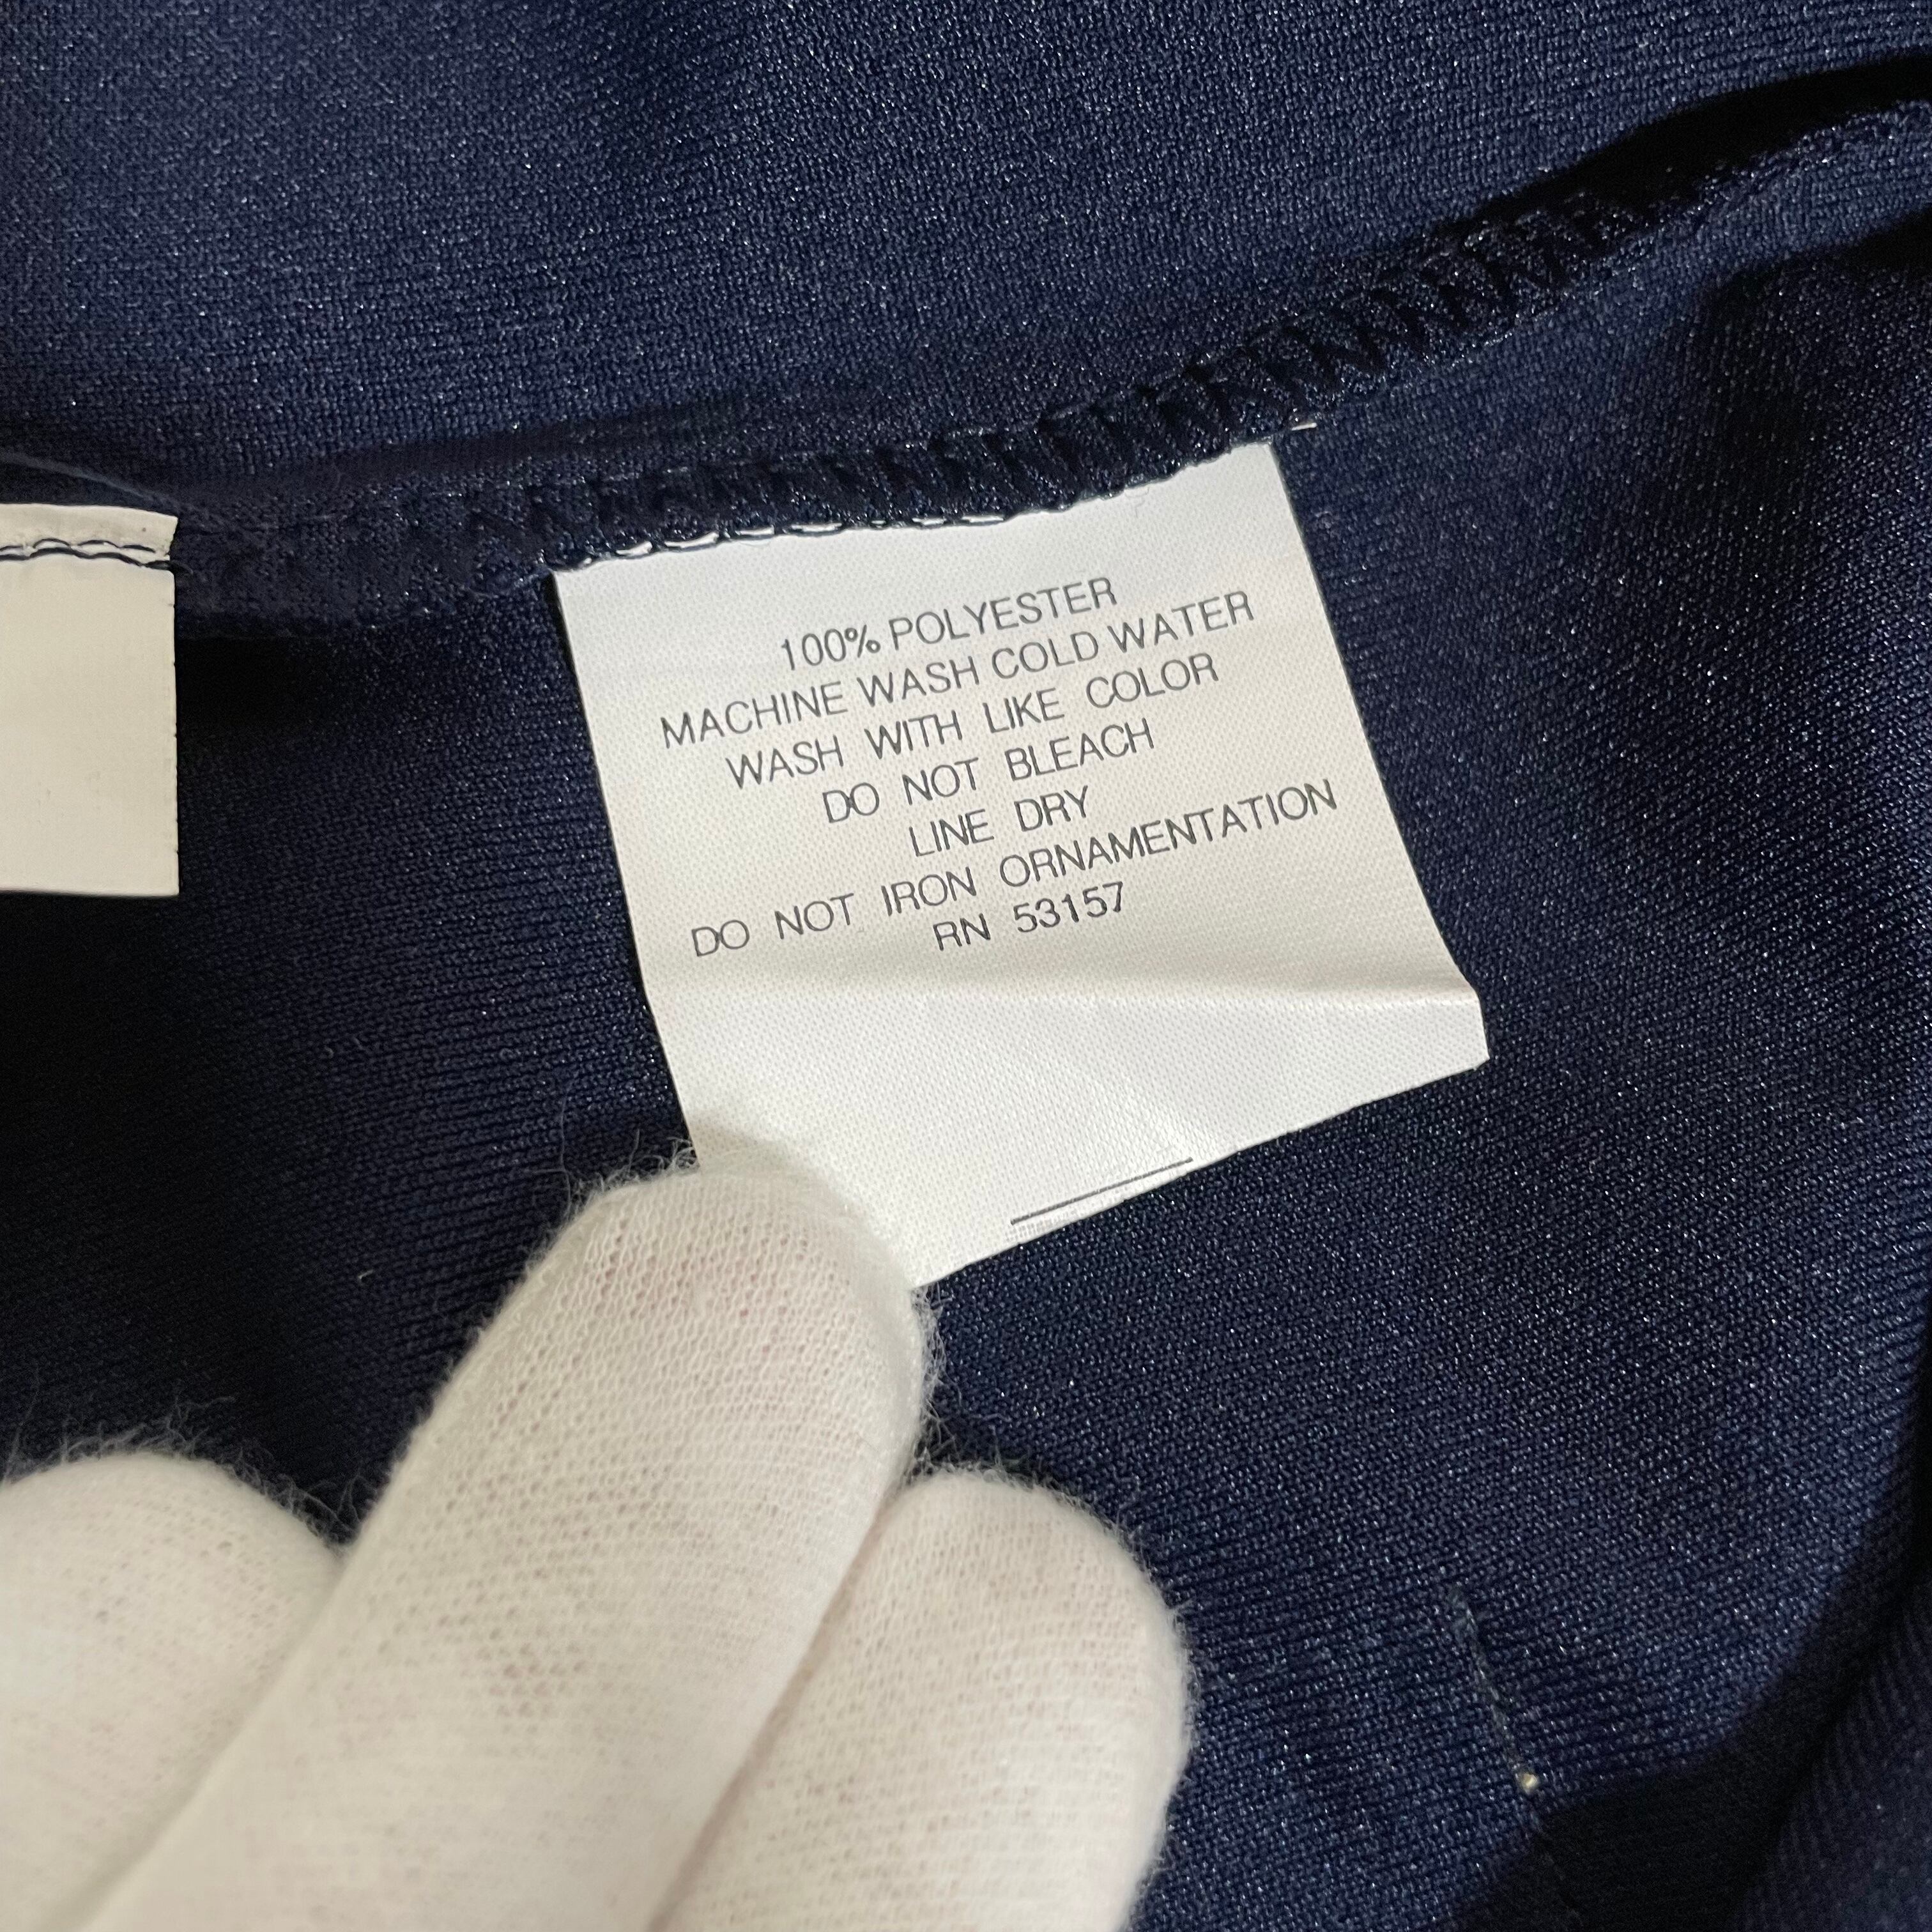 100% POLYESTER
MACHINE WASH COLD WATER
WASH WITH LIKE COLOR
DO NOT BLEACH
LINE DRY
DO NOT IRON ORNAMENTATION
RN 53157